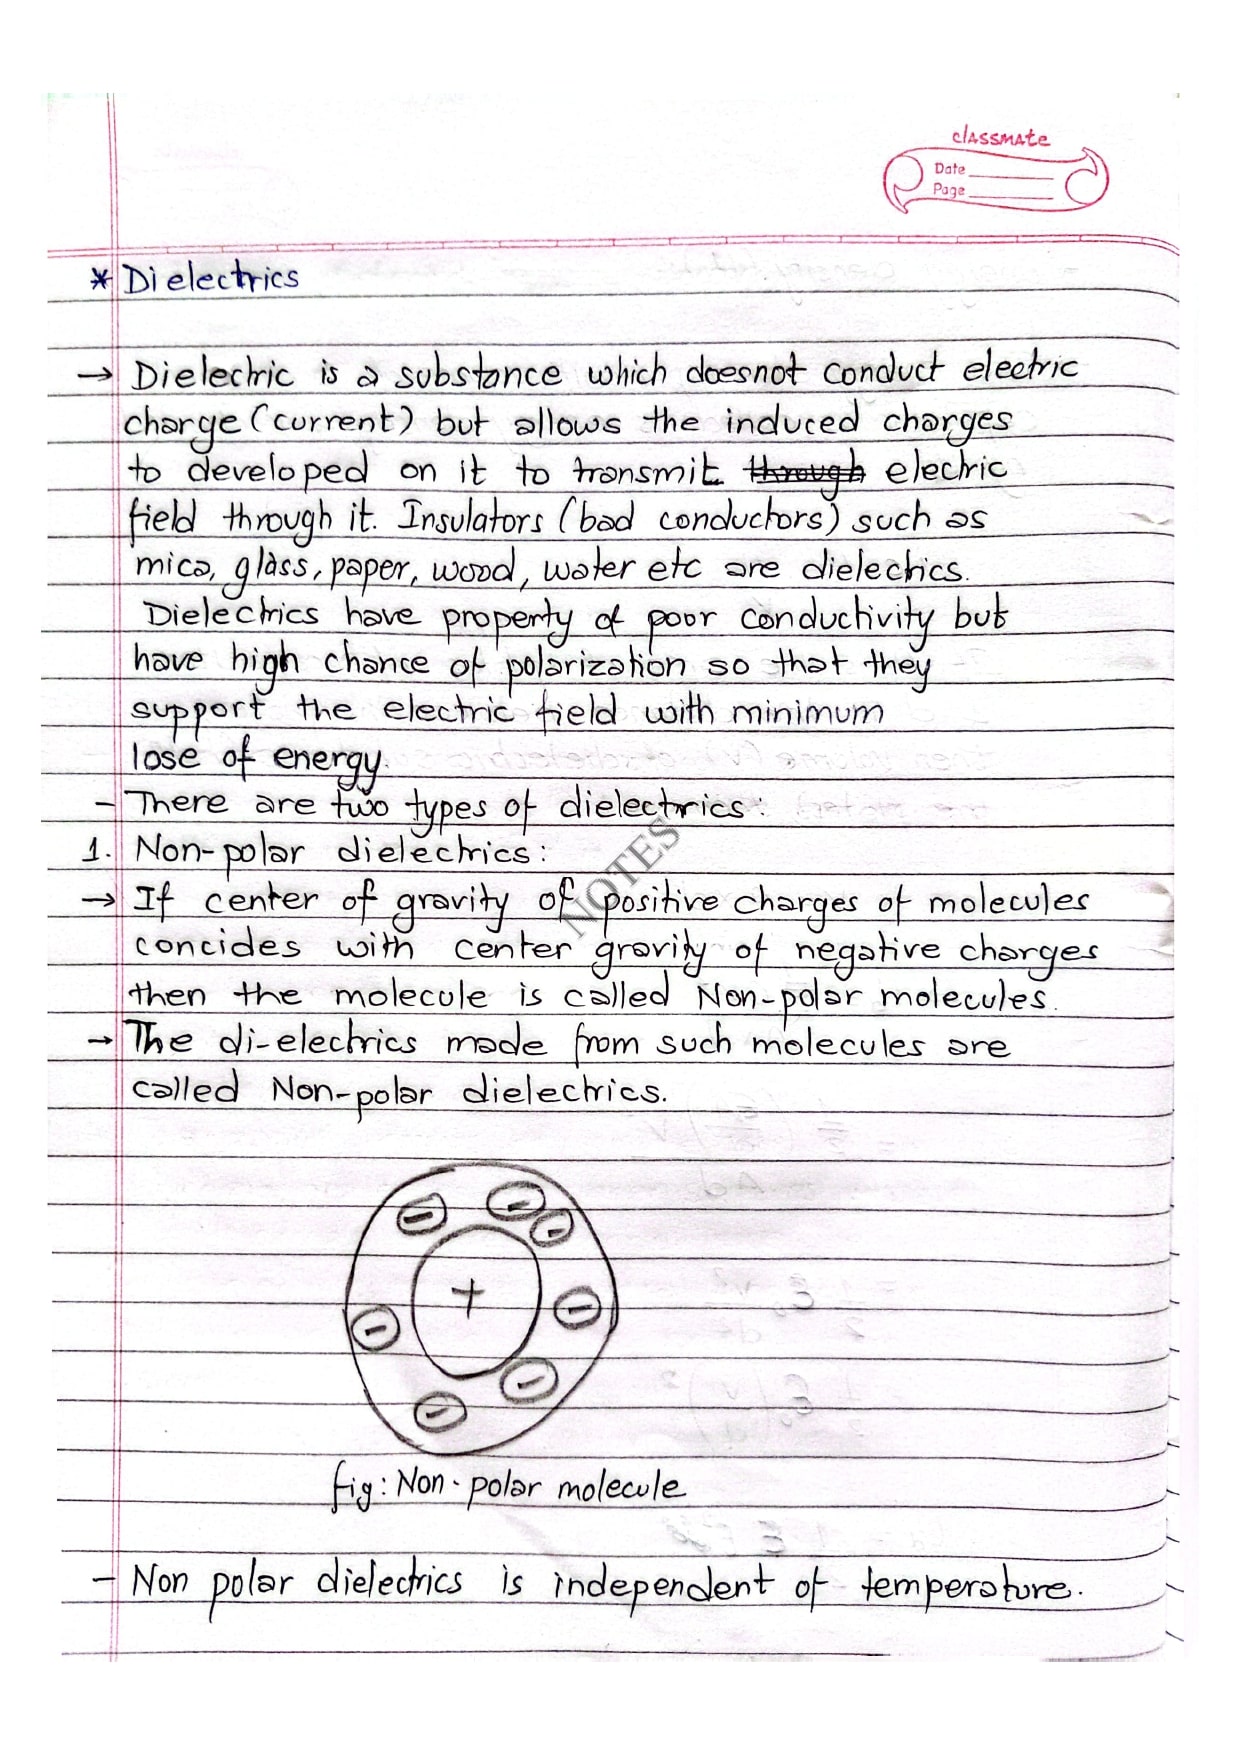 classmate
Date
Page
* Dielectrics
→ Dielectric is a substance which doesnot conduct electric
charge (current) but allows the induced charges
to developed on it to transmit through electric
field through it. Insulators (bad conductors) such as
mica, glass, paper, wood, water etc are dielectrics.
Dielectrics have property of poor conductivity but
have high chance of polarization so that they
support the electric field with minimum
lose of energy.
- There are two types of dielectrics:
1. Non-polar dielectrics:
NOTES
→ If center of gravity of positive charges of molecules
concides with center gravity of negative charges
then the molecule is called Non-polar molecules.
→ The di-electrics made from such molecules are
called Non-polar dielectrics.
- - -
+
- -
- -
fig: Non-polar molecule
- Non polar dielectrics is independent of temperature.